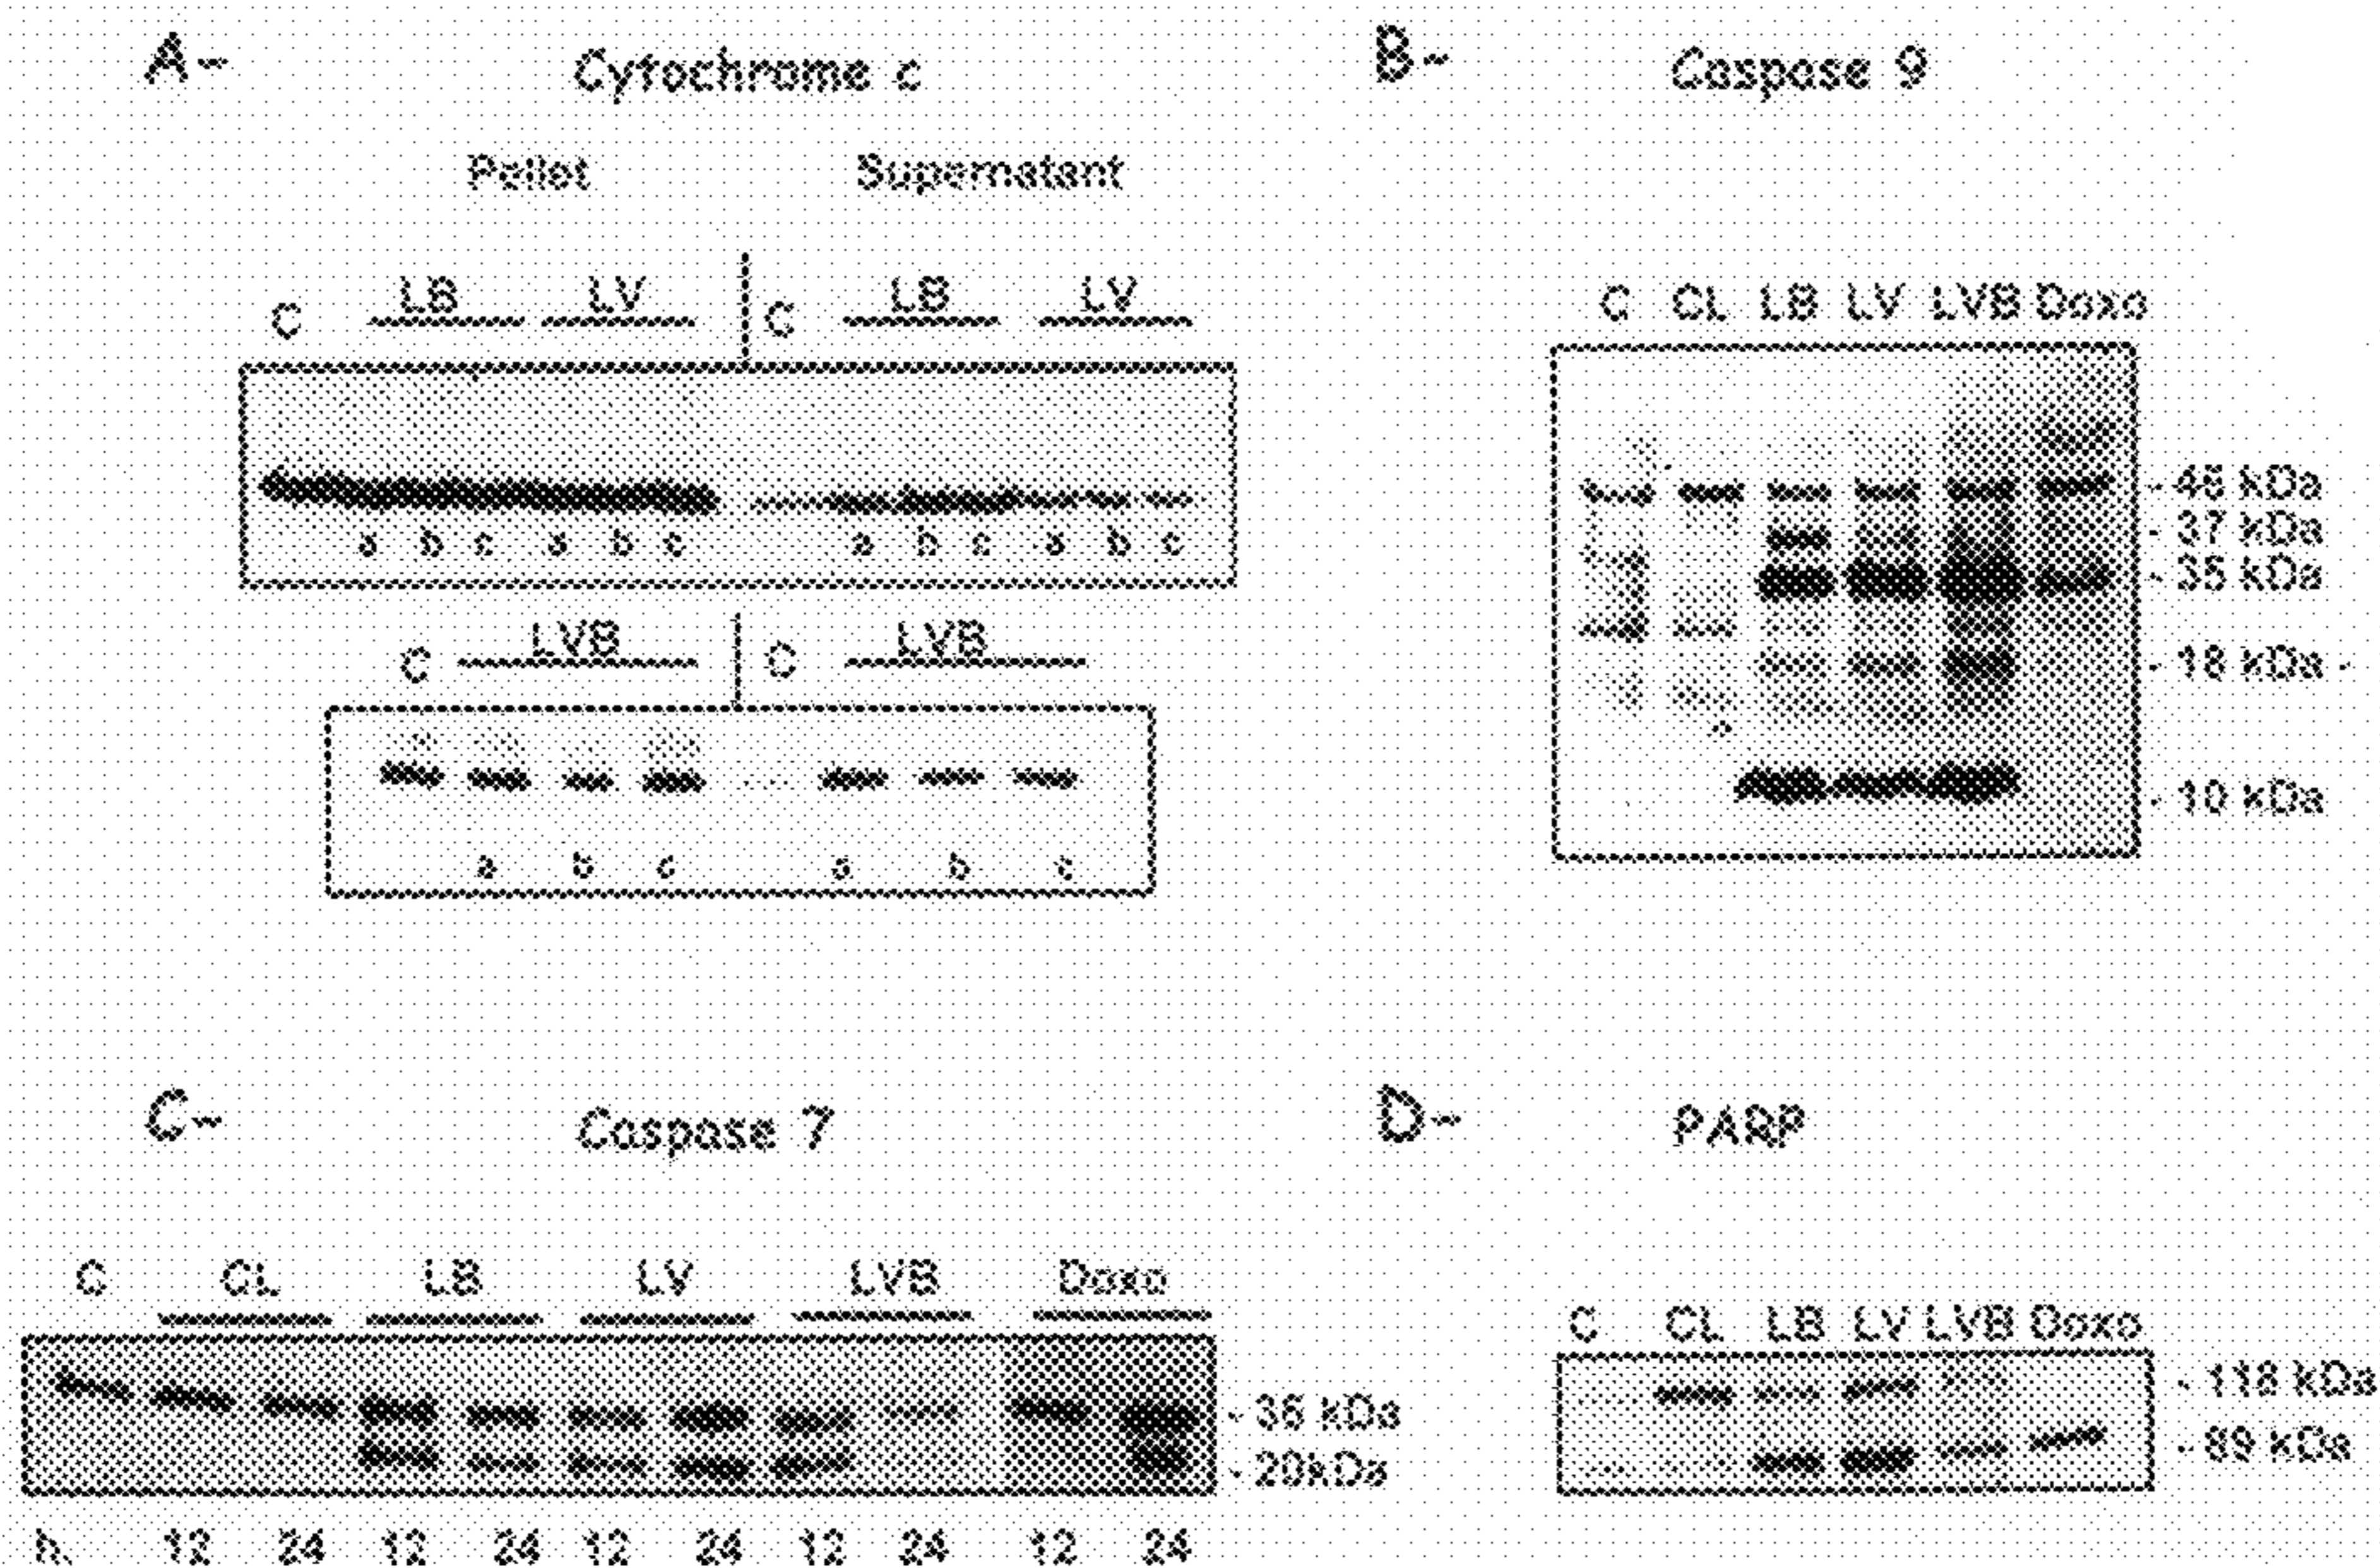 A-
Cytochrome c
Pellet Supernatant
C LB LV C LB LV
a b c a b c a b c a b c
C LVB C LVB
a b c a b c
B-
Caspase 9
C CL LB LV LVB Doxo
- 46 kDa
- 37 kDa
- 35 kDa
- 18 kDa
- 10 kDa
C-
Caspase 7
C CL LB LV LVB Doxo
- 35 kDa
- 20kDa
h. 12 24 12 24 12 24 12 24 12 24
D-
PARP
C CL LB LV LVB Doxo
- 118 kDa
- 89 kDa